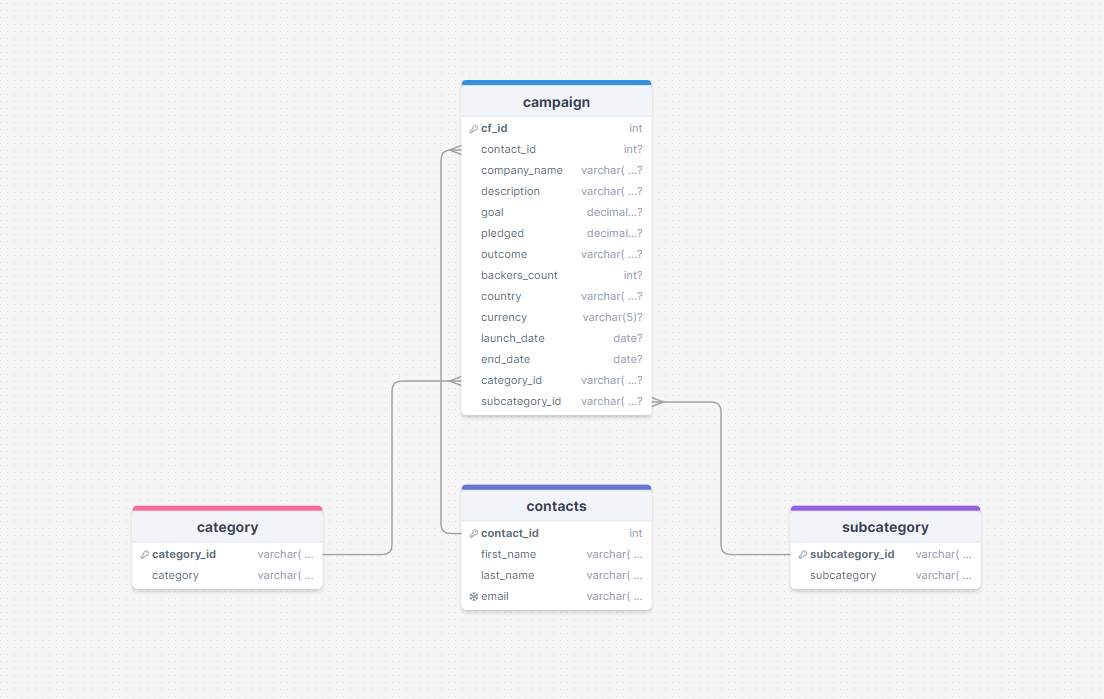 campaign
cf_id int
contact_id int?
company_name varchar( ...?
description varchar( ...?
goal decimal...?
pledged decimal...?
outcome varchar( ...?
backers_count int?
country varchar( ...?
currency varchar(5)?
launch_date date?
end_date date?
category_id varchar( ...?
subcategory_id varchar( ...?
category
category_id varchar( ...
category varchar( ...
contacts
contact_id int
first_name varchar( ...
last_name varchar( ...
email varchar( ...
subcategory
subcategory_id varchar( ...
subcategory varchar( ...